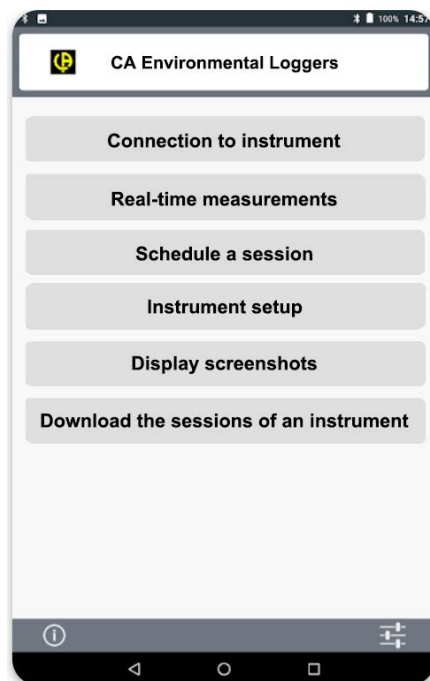 100% 14:57
CA Environmental Loggers
Connection to instrument
Real-time measurements
Schedule a session
Instrument setup
Display screenshots
Download the sessions of an instrument